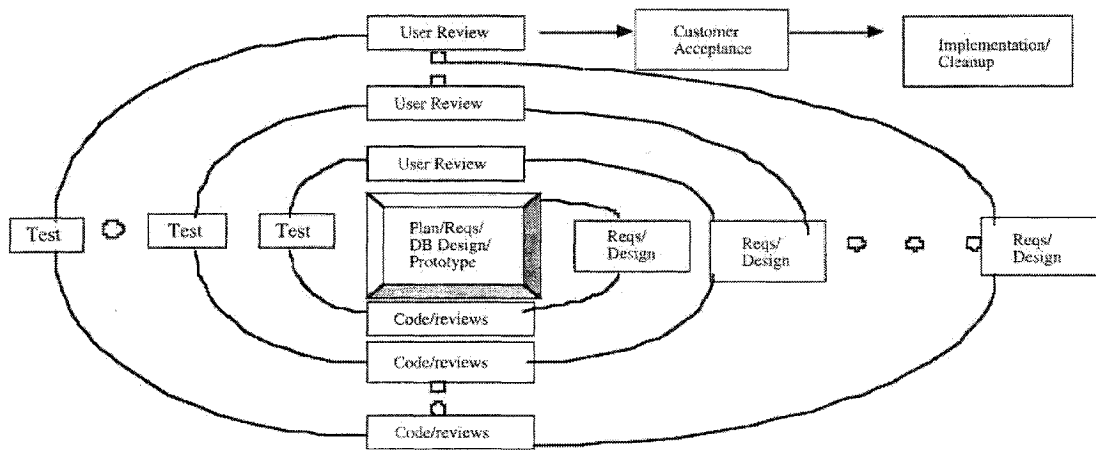 User Review
Customer
Acceptance
Implementation/
Cleanup
User Review
User Review
Test
Test
Test
Plan/Reqs/
DB Design/
Prototype
Reqs/
Design
Reqs/
Design
Reqs/
Design
Code/reviews
Code/reviews
Code/reviews